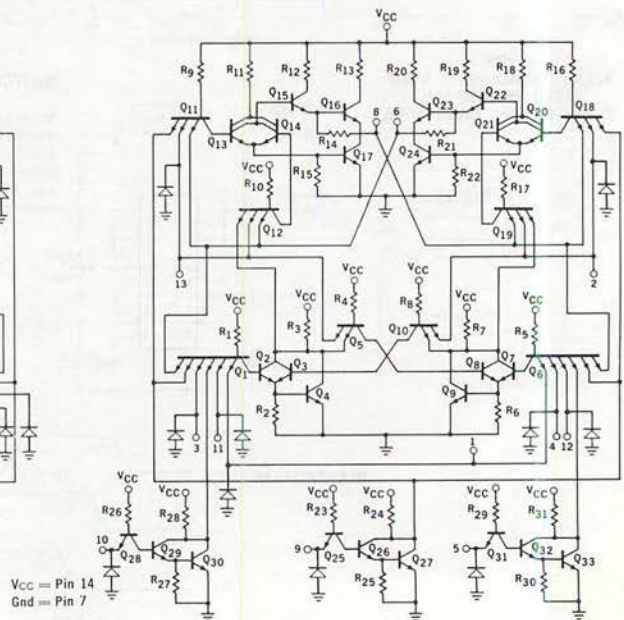 VCC
R9 R11 R12 R13 R20 R19 R18 R16
Q15 Q22
Q11 Q16 8 6 Q23 Q20 Q18
Q13 Q14 R14 R21 Q21
Q17 Q24
VCC R15 R22 VCC
R10 R17
Q12 Q19
13 2
VCC VCC
VCC VCC R4 R8 VCC VCC
R1 R3 R7 R5
Q5 Q10
Q1 Q2 Q3 Q8 Q7 Q6
Q4 Q9
R2 R6
3 11 1 4 12
VCC VCC VCC VCC VCC VCC
R26 R28 R23 R24 R29 R31
10 9 5
Q28 Q29 Q30 Q25 Q26 Q27 Q31 Q32 Q33
R27 R25 R30
VCC = Pin 14
Gnd = Pin 7